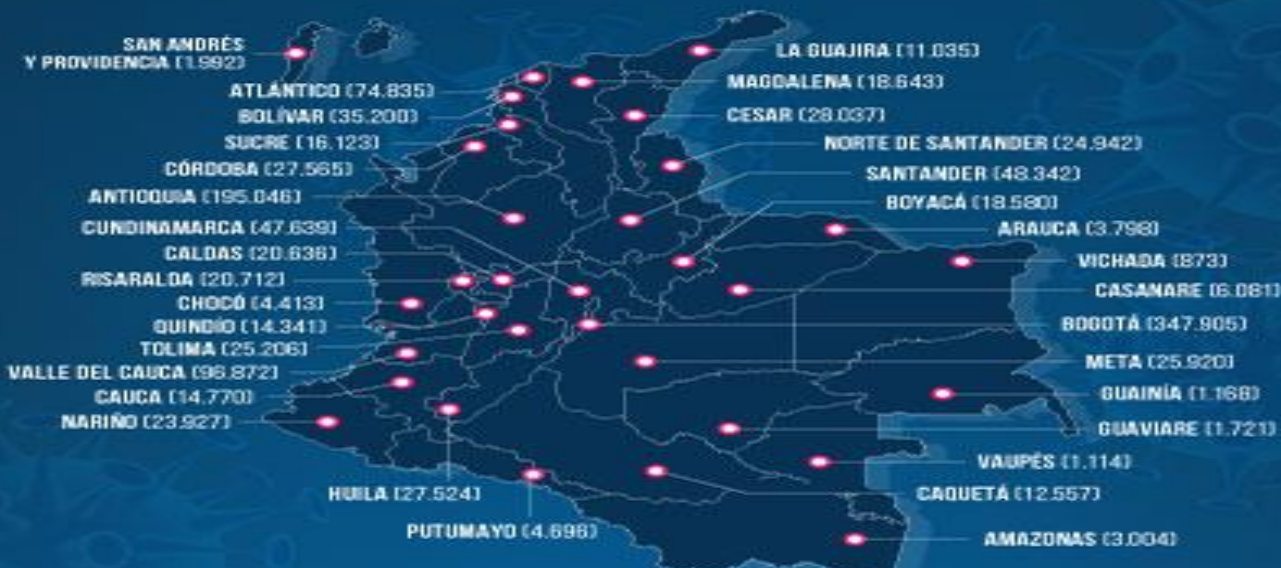 SAN ANDRÉS
Y PROVIDENCIA (1.992)
ATLÁNTICO (74.835)
BOLÍVAR (35.200)
SUCRE (16.123)
CÓRDOBA (27.565)
ANTIOQUIA (195.046)
CUNDINAMARCA (47.639)
CALDAS (20.636)
RISARALDA (20.712)
CHOCÓ (4.413)
QUINDÍO (14.341)
TOLIMA (25.206)
VALLE DEL CAUCA (96.872)
CAUCA (14.770)
NARIÑO (23.927)
HUILA (27.524)
PUTUMAYO (4.696)
LA GUAJIRA (11.035)
MAGDALENA (18.643)
CESAR (28.037)
NORTE DE SANTANDER (24.942)
SANTANDER (48.342)
BOYACÁ (18.580)
ARAUCA (3.798)
VICHADA (873)
CASANARE (6.081)
BOGOTÁ (347.905)
META (25.920)
GUAINÍA (1.168)
GUAVIARE (1.721)
VAUPÉS (1.114)
CAQUETÁ (12.557)
AMAZONAS (3.004)